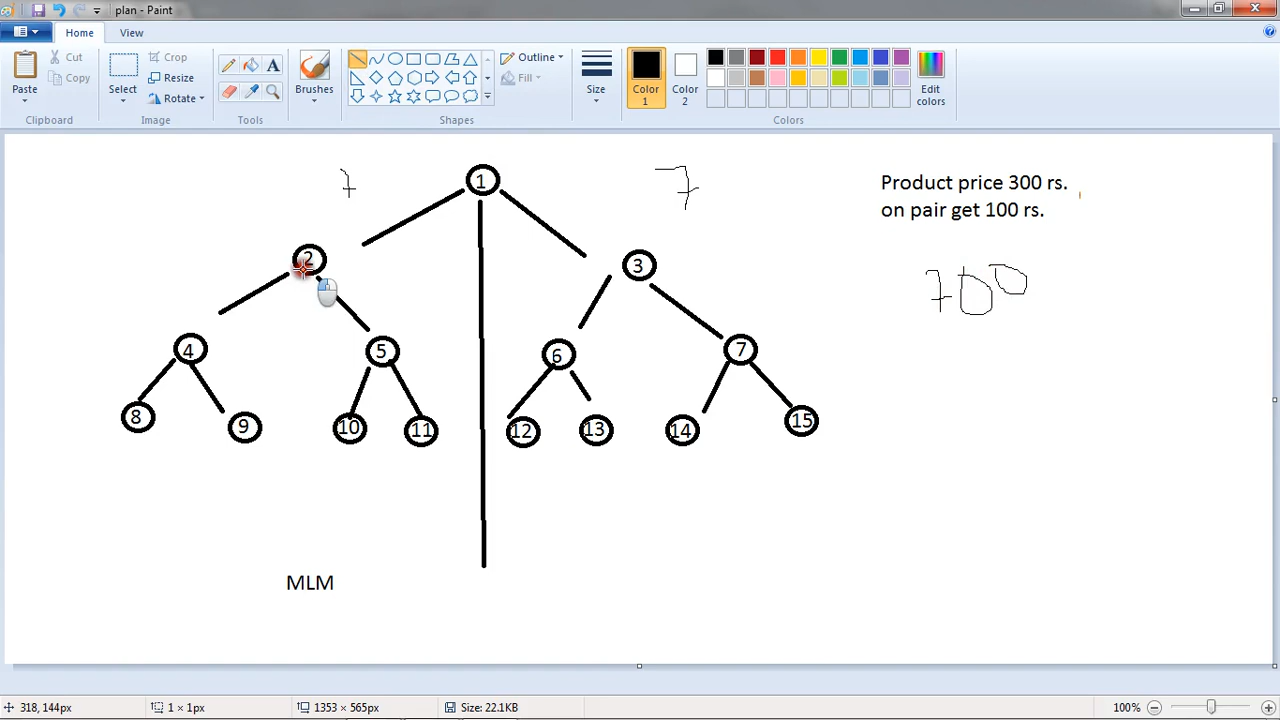 plan - Paint
Home View
Paste
Cut
Copy
Clipboard
Select
Crop
Resize
Rotate
Image
Tools
Brushes
Shapes
Outline
Fill
Size
Color 1
Color 2
Edit colors
Colors
7 1 7
2 3
4 5 6 7
8 9 10 11 12 13 14 15
Product price 300 rs.
on pair get 100 rs.
700
MLM
318, 144px
1 × 1px
1353 × 565px
Size: 22.1KB
100%